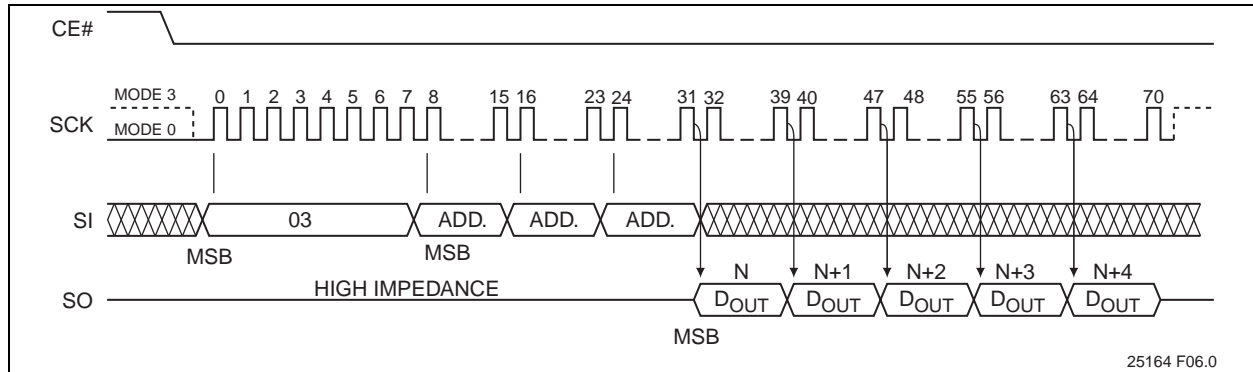 CE#
MODE 3
0 1 2 3 4 5 6 7 8 15 16 23 24 31 32 39 40 47 48 55 56 63 64 70
SCK
MODE 0
SI
03 ADD. ADD. ADD.
MSB MSB
N N+1 N+2 N+3 N+4
HIGH IMPEDANCE
SO
DOUT DOUT DOUT DOUT DOUT
MSB
25164 F06.0